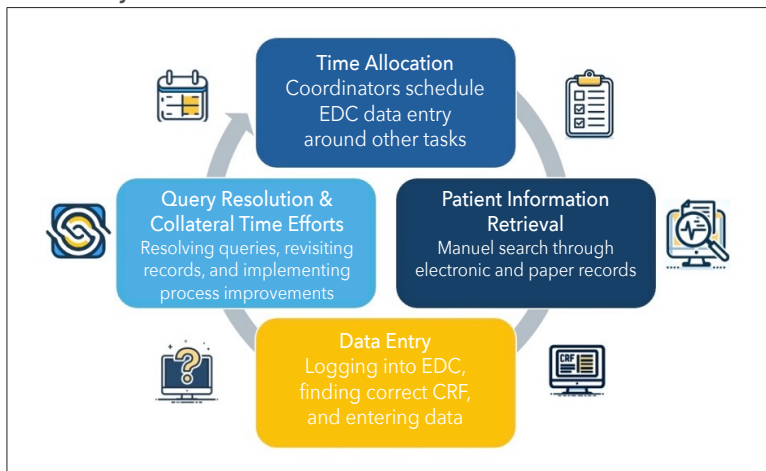 Time Allocation
Coordinators schedule
EDC data entry
around other tasks
Query Resolution &
Collateral Time Efforts
Resolving queries, revisiting
records, and implementing
process improvements
Patient Information
Retrieval
Manuel search through
electronic and paper records
Data Entry
Logging into EDC,
finding correct CRF,
and entering data
?
CRF